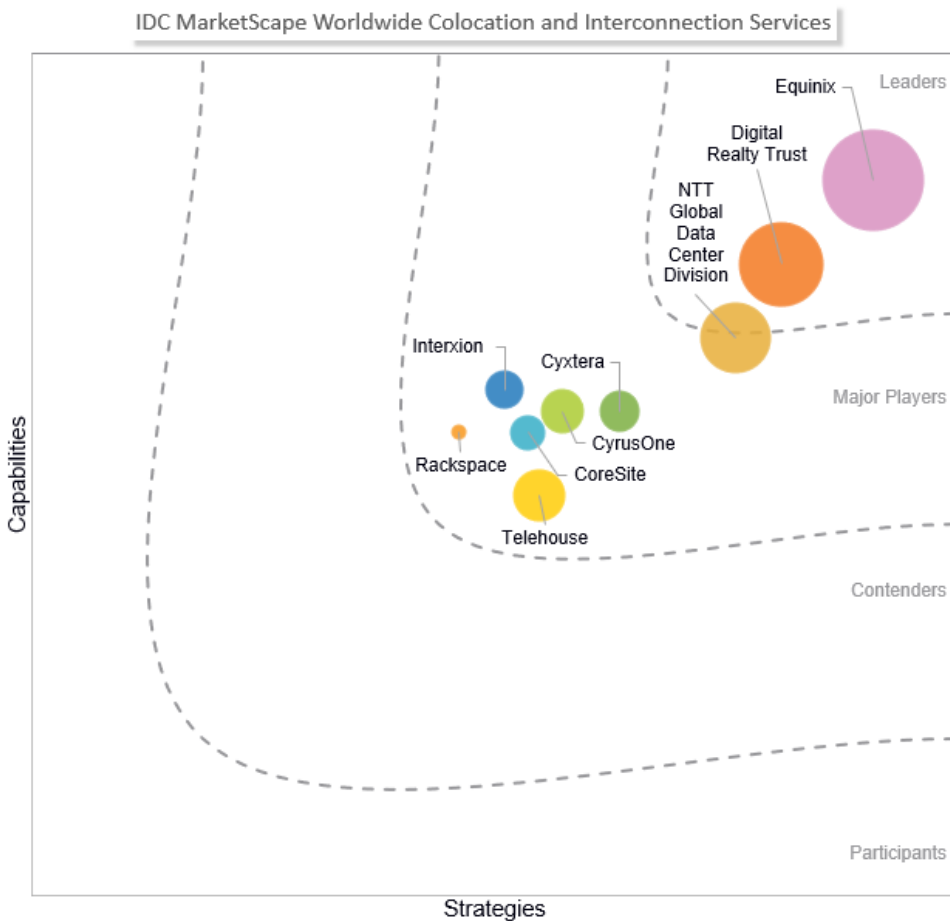 IDC MarketScape Worldwide Colocation and Interconnection Services
Leaders
Equinix
Digital
Realty Trust
NTT
Global
Data
Center
Division
Interxion
Cyxtera
Major Players
CyrusOne
Rackspace
CoreSite
Telehouse
Capabilities
Contenders
Participants
Strategies